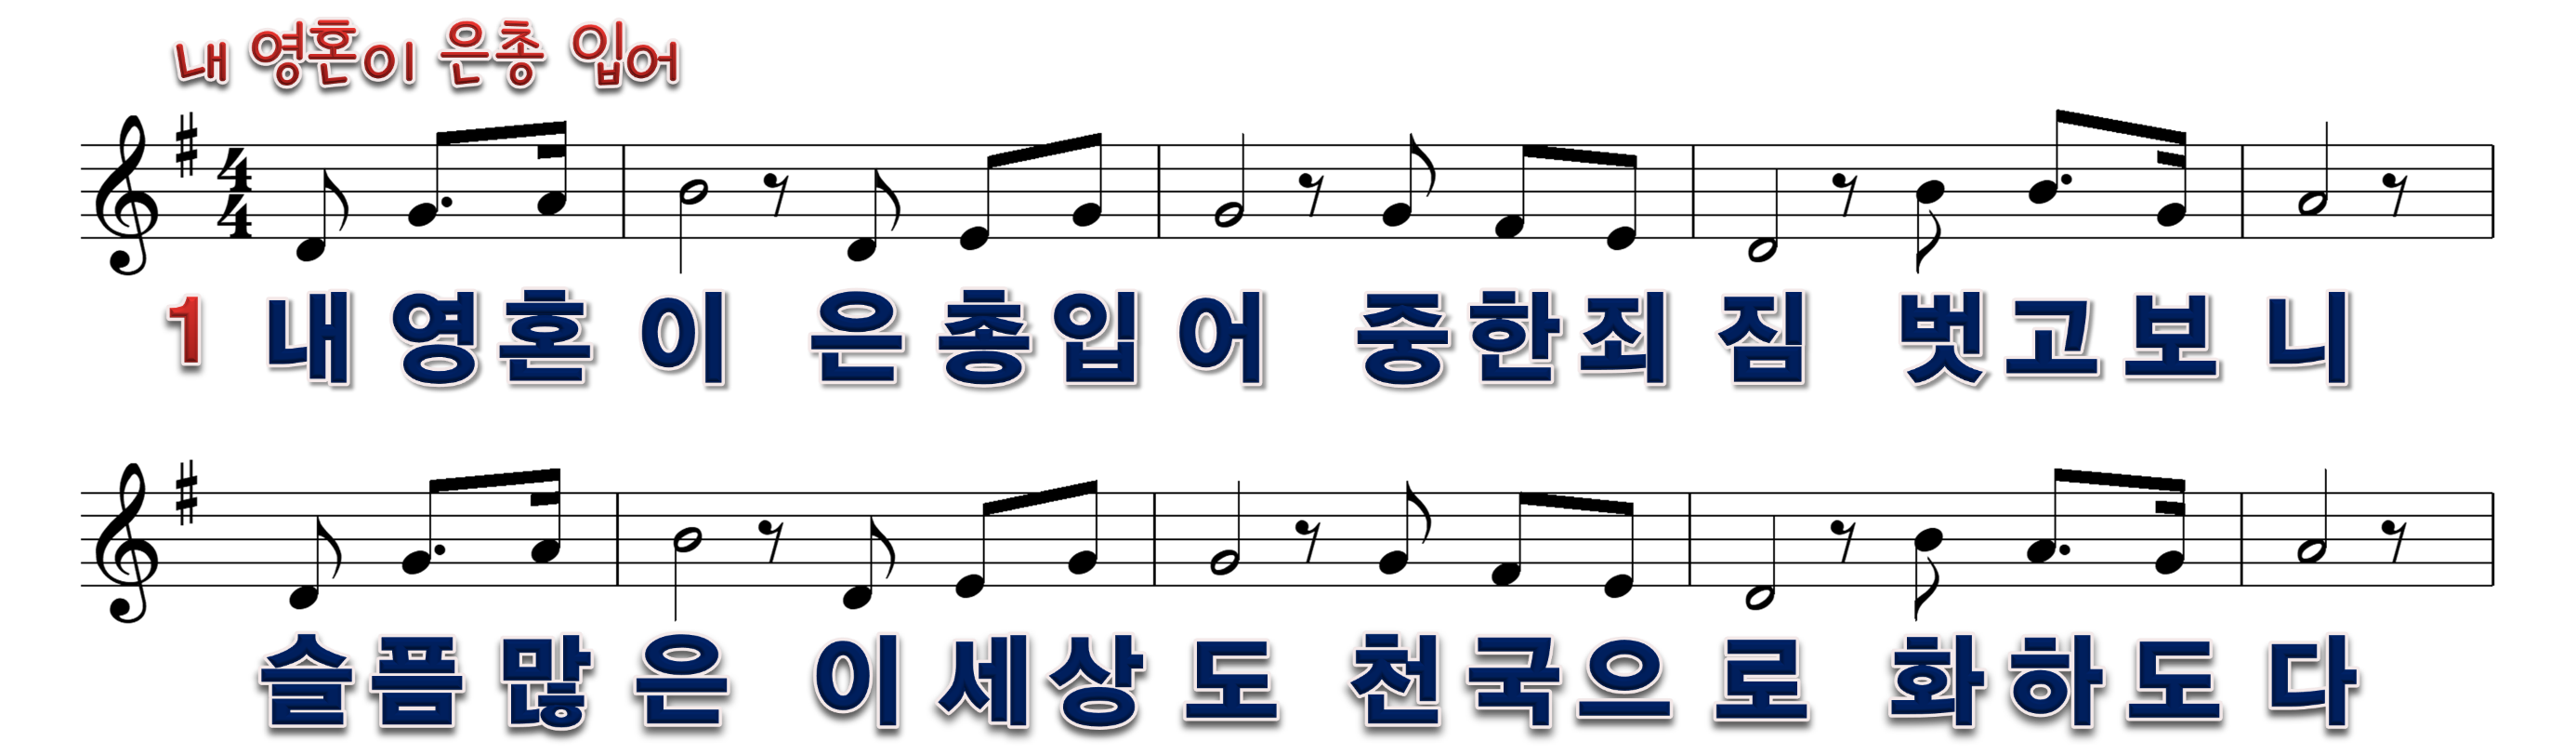 내 영혼이 은총 입어
4/4
1 내 영혼 이 은 총입 어 중한죄 짐 벗고보 니
슬픔많 은 이 세상 도 천국으 로 화하도 다